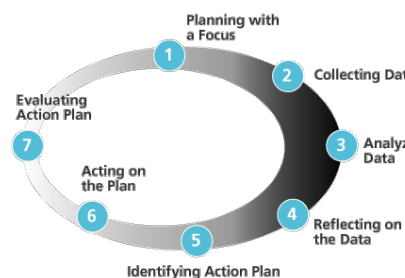 1
Planning with
a Focus
2
Collecting Dat
3
Analyz
Data
4
Reflecting on
the Data
5
Identifying Action Plan
6
Acting on
the Plan
7
Evaluating
Action Plan